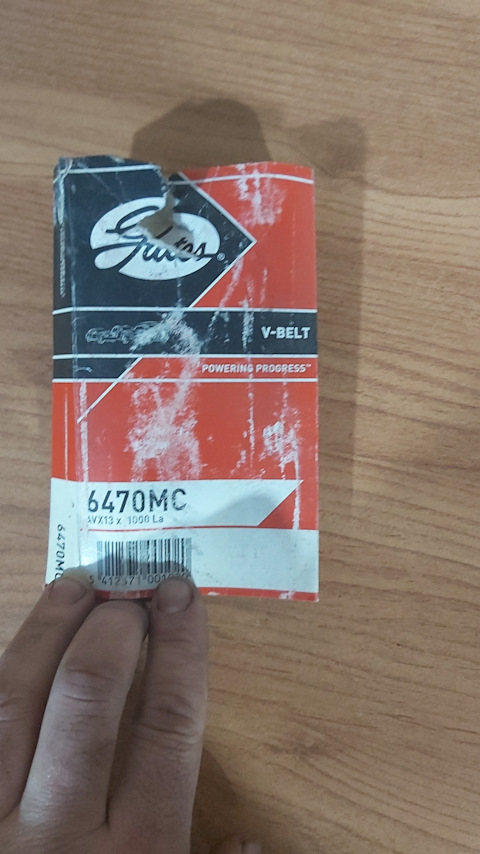 Gates®
V-BELT
POWERING PROGRESS™
6470MC
AVX13 x 1000 La
6470MC